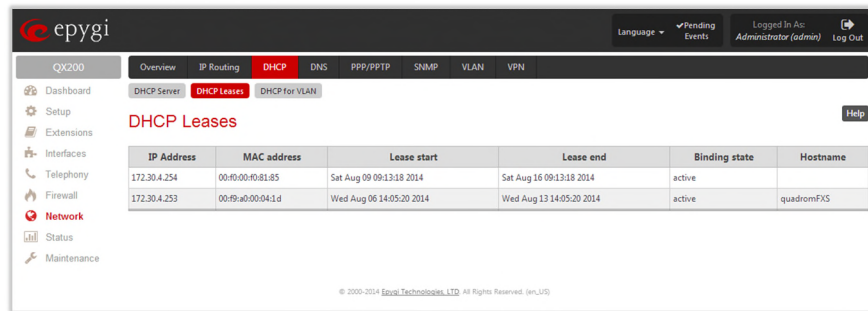 epygi
Language
Pending Events
Logged In As:
Administrator (admin)
Log Out
QX200
Overview IP Routing DHCP DNS PPP/PPTP SNMP VLAN VPN
Dashboard
Setup
Extensions
Interfaces
Telephony
Firewall
Network
Status
Maintenance
DHCP Server DHCP Leases DHCP for VLAN
DHCP Leases
Help
IP Address MAC address Lease start Lease end Binding state Hostname
172.30.4.254 00:f0:00:f0:81:85 Sat Aug 09 09:13:18 2014 Sat Aug 16 09:13:18 2014 active
172.30.4.253 00:f9:a0:00:04:1d Wed Aug 06 14:05:20 2014 Wed Aug 13 14:05:20 2014 active quadromFXS
© 2000-2014 Epygi Technologies, LTD. All Rights Reserved. (en_US)